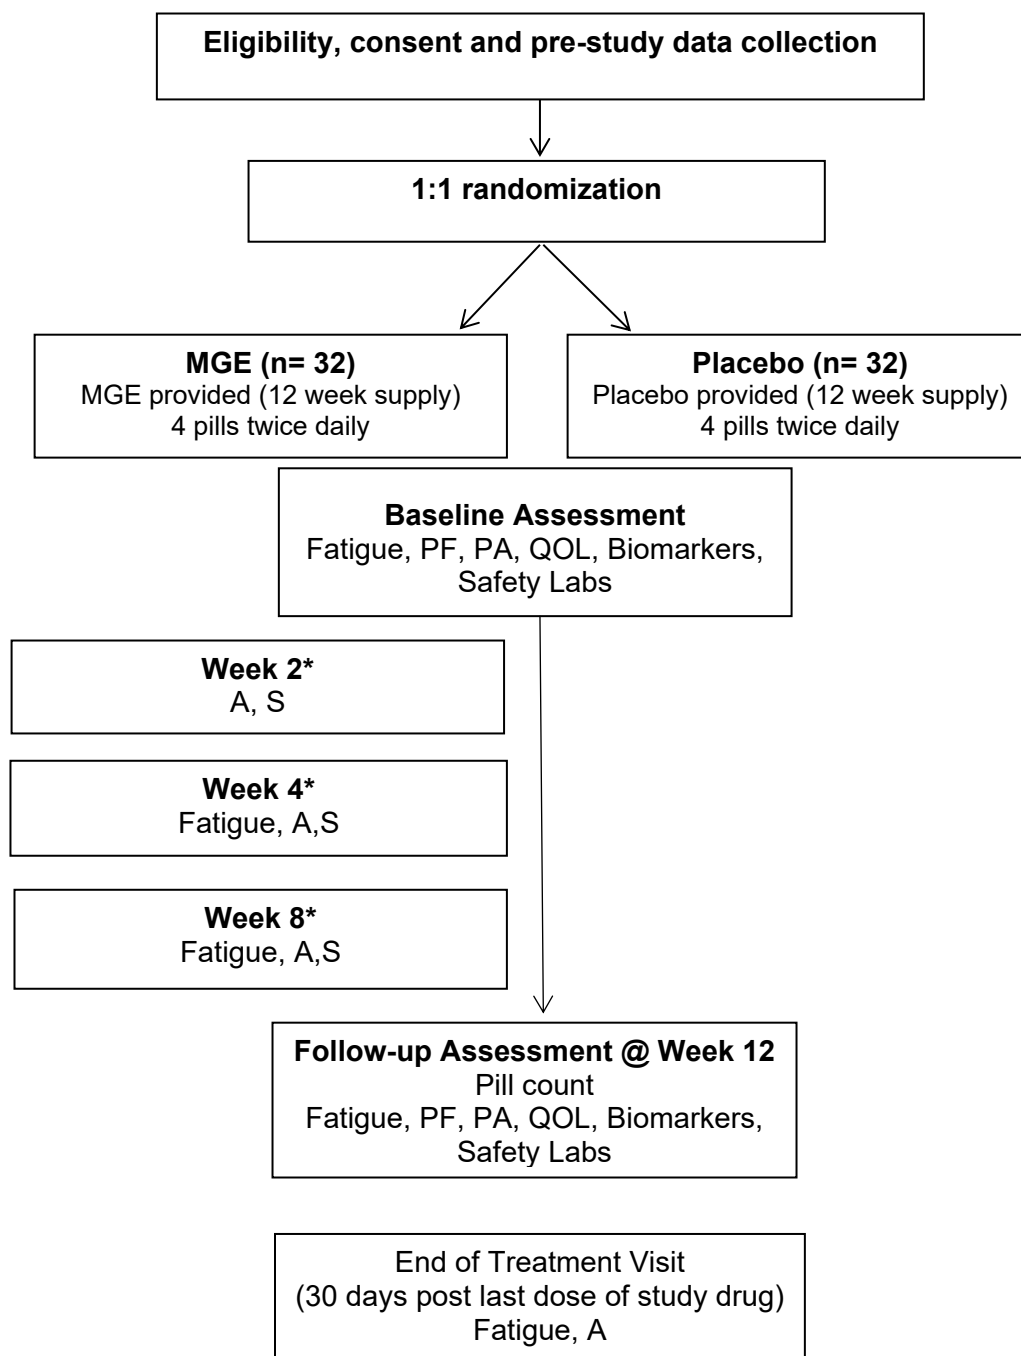 Eligibility, consent and pre-study data collection
1:1 randomization
MGE (n= 32)
MGE provided (12 week supply)
4 pills twice daily
Placebo (n= 32)
Placebo provided (12 week supply)
4 pills twice daily
Baseline Assessment
Fatigue, PF, PA, QOL, Biomarkers,
Safety Labs
Week 2*
A, S
Week 4*
Fatigue, A,S
Week 8*
Fatigue, A,S
Follow-up Assessment @ Week 12
Pill count
Fatigue, PF, PA, QOL, Biomarkers,
Safety Labs
End of Treatment Visit
(30 days post last dose of study drug)
Fatigue, A